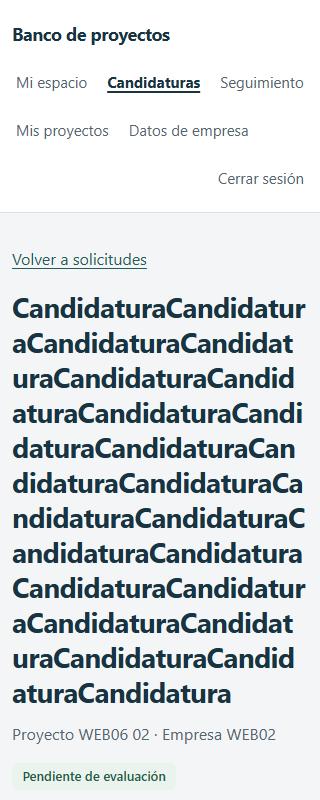 Banco de proyectos
Mi espacio Candidaturas Seguimiento
Mis proyectos Datos de empresa
Cerrar sesión
Volver a solicitudes
CandidaturaCandidatur
aCandidaturaCandidat
uraCandidaturaCandid
aturaCandidaturaCandi
daturaCandidaturaCan
didaturaCandidaturaCa
ndidaturaCandidaturaC
andidaturaCandidatura
CandidaturaCandidatur
aCandidaturaCandidat
uraCandidaturaCandid
aturaCandidatura
Proyecto WEB06 02 · Empresa WEB02
Pendiente de evaluación